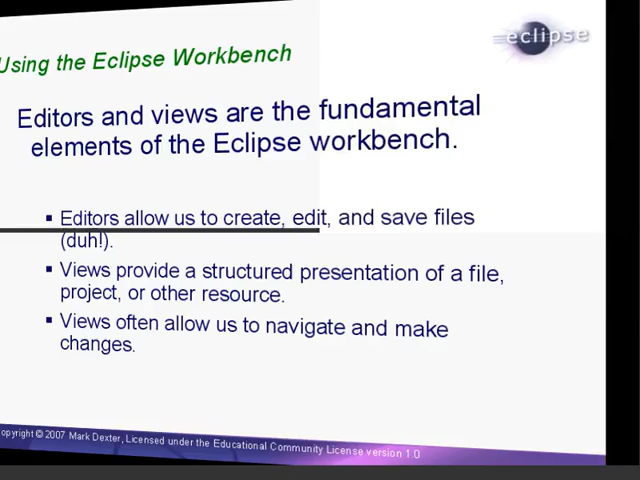 Using the Eclipse Workbench
eclipse
Editors and views are the fundamental
elements of the Eclipse workbench.
▪ Editors allow us to create, edit, and save files
(duh!).
▪ Views provide a structured presentation of a file,
project, or other resource.
▪ Views often allow us to navigate and make
changes.
opyright © 2007 Mark Dexter, Licensed under the Educational Community License version 1.0